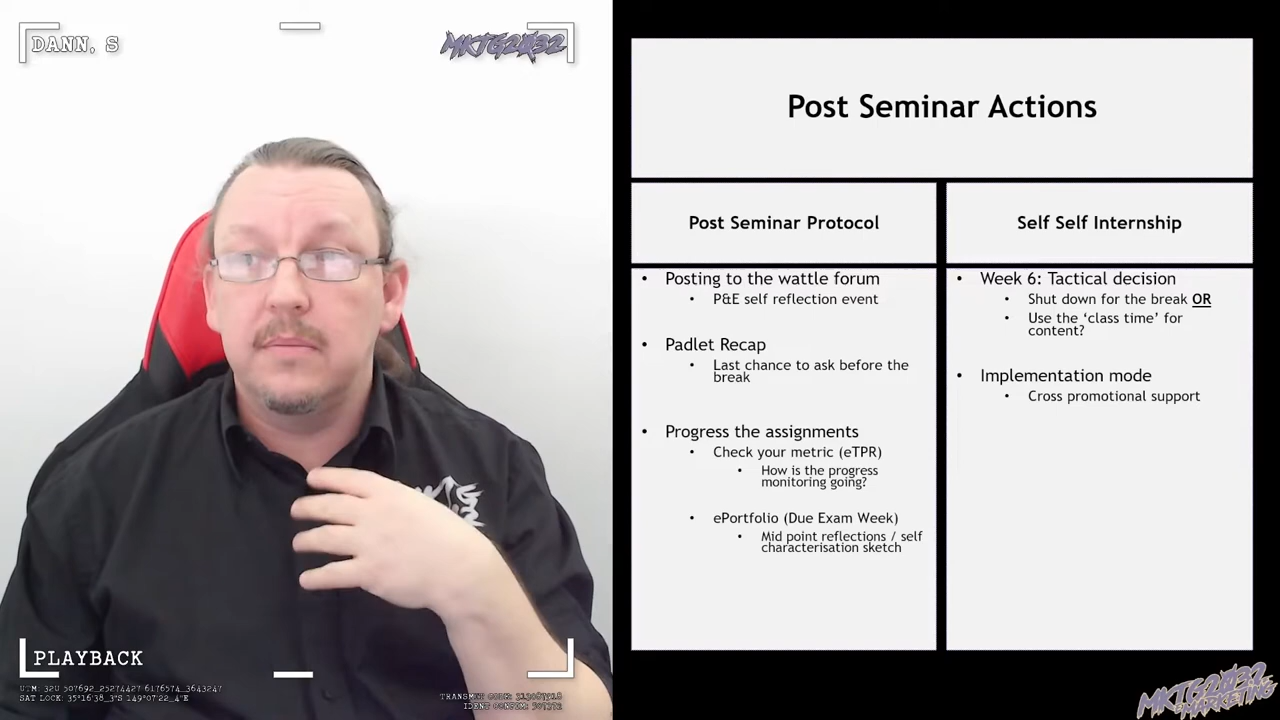 DANN, S
MKTG2032
Post Seminar Actions
Post Seminar Protocol
• Posting to the wattle forum
• P&E self reflection event
• Padlet Recap
• Last chance to ask before the
break
• Progress the assignments
• Check your metric (eTPR)
• How is the progress
monitoring going?
• ePortfolio (Due Exam Week)
• Mid point reflections / self
characterisation sketch
Self Self Internship
• Week 6: Tactical decision
• Shut down for the break OR
• Use the ‘class time’ for
content?
• Implementation mode
• Cross promotional support
PLAYBACK
MKTG2032